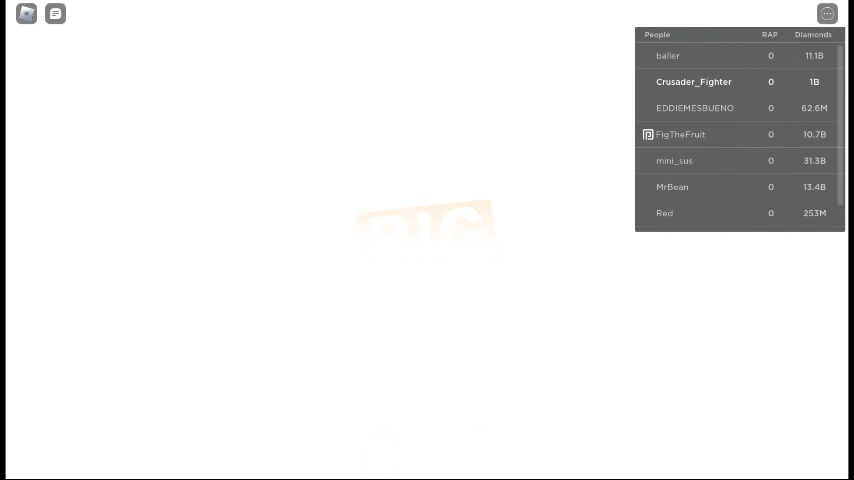 People RAP Diamonds
baller 0 11.1B
Crusader_Fighter 0 1B
EDDIEMESBUENO 0 62.6M
FigTheFruit 0 10.7B
mini_sus 0 31.3B
MrBean 0 13.4B
Red 0 253M
BIG